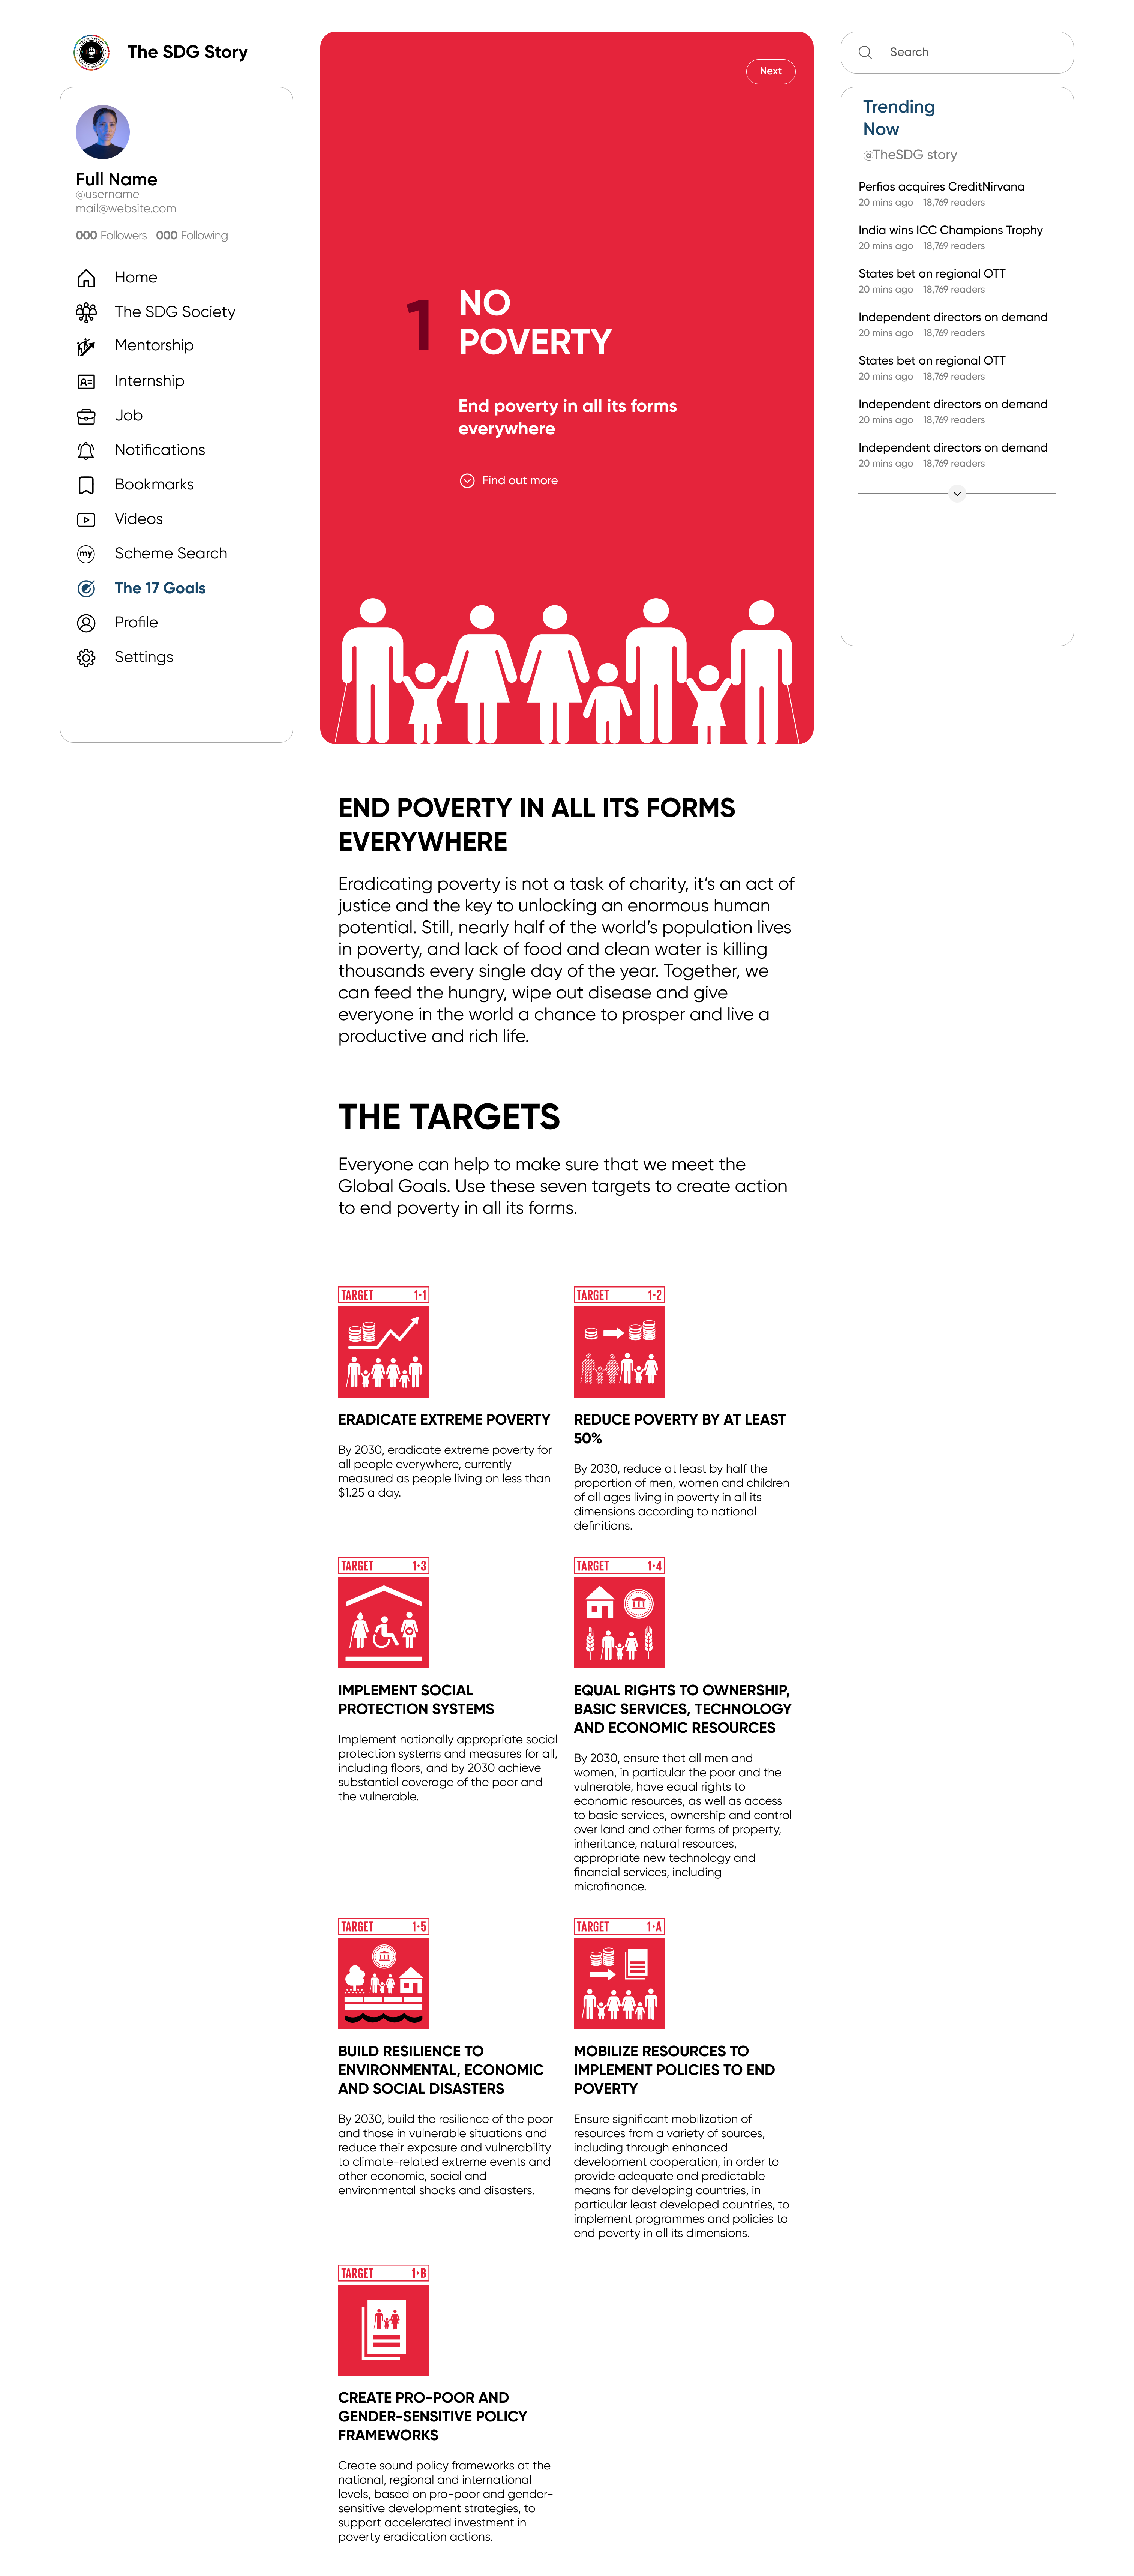 The SDG Story
Full Name
@username
mail@website.com
000 Followers 000 Following
Home
The SDG Society
Mentorship
Internship
Job
Notifications
Bookmarks
Videos
my
Scheme Search
The 17 Goals
Profile
Settings
Next
1
NO
POVERTY
End poverty in all its forms
everywhere
Find out more
Search
Trending
Now
@TheSDG story
Perfios acquires CreditNirvana
20 mins ago 18,769 readers
India wins ICC Champions Trophy
20 mins ago 18,769 readers
States bet on regional OTT
20 mins ago 18,769 readers
Independent directors on demand
20 mins ago 18,769 readers
States bet on regional OTT
20 mins ago 18,769 readers
Independent directors on demand
20 mins ago 18,769 readers
Independent directors on demand
20 mins ago 18,769 readers
END POVERTY IN ALL ITS FORMS
EVERYWHERE
Eradicating poverty is not a task of charity, it’s an act of
justice and the key to unlocking an enormous human
potential. Still, nearly half of the world’s population lives
in poverty, and lack of food and clean water is killing
thousands every single day of the year. Together, we
can feed the hungry, wipe out disease and give
everyone in the world a chance to prosper and live a
productive and rich life.
THE TARGETS
Everyone can help to make sure that we meet the
Global Goals. Use these seven targets to create action
to end poverty in all its forms.
TARGET 1·1
ERADICATE EXTREME POVERTY
By 2030, eradicate extreme poverty for
all people everywhere, currently
measured as people living on less than
$1.25 a day.
TARGET 1·2
REDUCE POVERTY BY AT LEAST
50%
By 2030, reduce at least by half the
proportion of men, women and children
of all ages living in poverty in all its
dimensions according to national
definitions.
TARGET 1·3
IMPLEMENT SOCIAL
PROTECTION SYSTEMS
Implement nationally appropriate social
protection systems and measures for all,
including floors, and by 2030 achieve
substantial coverage of the poor and
the vulnerable.
TARGET 1·4
EQUAL RIGHTS TO OWNERSHIP,
BASIC SERVICES, TECHNOLOGY
AND ECONOMIC RESOURCES
By 2030, ensure that all men and
women, in particular the poor and the
vulnerable, have equal rights to
economic resources, as well as access
to basic services, ownership and control
over land and other forms of property,
inheritance, natural resources,
appropriate new technology and
financial services, including
microfinance.
TARGET 1·5
BUILD RESILIENCE TO
ENVIRONMENTAL, ECONOMIC
AND SOCIAL DISASTERS
By 2030, build the resilience of the poor
and those in vulnerable situations and
reduce their exposure and vulnerability
to climate-related extreme events and
other economic, social and
environmental shocks and disasters.
TARGET 1·A
MOBILIZE RESOURCES TO
IMPLEMENT POLICIES TO END
POVERTY
Ensure significant mobilization of
resources from a variety of sources,
including through enhanced
development cooperation, in order to
provide adequate and predictable
means for developing countries, in
particular least developed countries, to
implement programmes and policies to
end poverty in all its dimensions.
TARGET 1·B
CREATE PRO-POOR AND
GENDER-SENSITIVE POLICY
FRAMEWORKS
Create sound policy frameworks at the
national, regional and international
levels, based on pro-poor and gender-
sensitive development strategies, to
support accelerated investment in
poverty eradication actions.